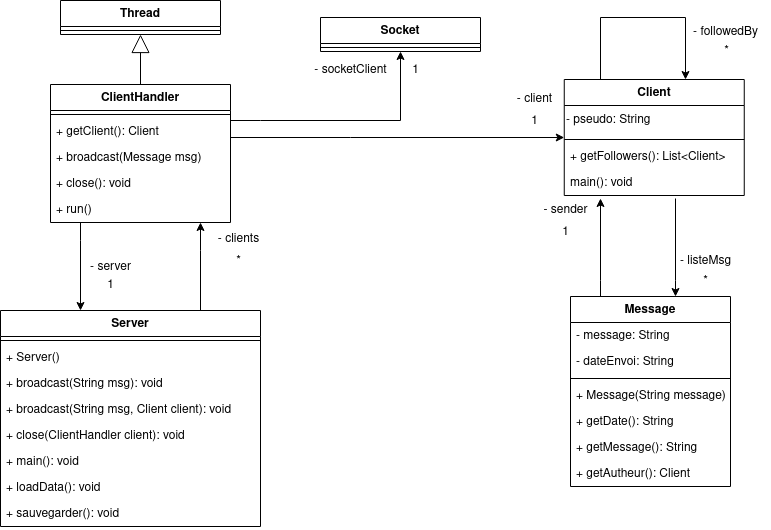 Thread
Socket
- socketClient
1
- followedBy
*
ClientHandler
+ getClient(): Client
+ broadcast(Message msg)
+ close(): void
+ run()
- client
1
Client
- pseudo: String
+ getFollowers(): List<Client>
main(): void
- server
1
- clients
*
- sender
1
- listeMsg
*
Server
+ Server()
+ broadcast(String msg): void
+ broadcast(String msg, Client client): void
+ close(ClientHandler client): void
+ main(): void
+ loadData(): void
+ sauvegarder(): void
Message
- message: String
- dateEnvoi: String
+ Message(String message)
+ getDate(): String
+ getMessage(): String
+ getAutheur(): Client